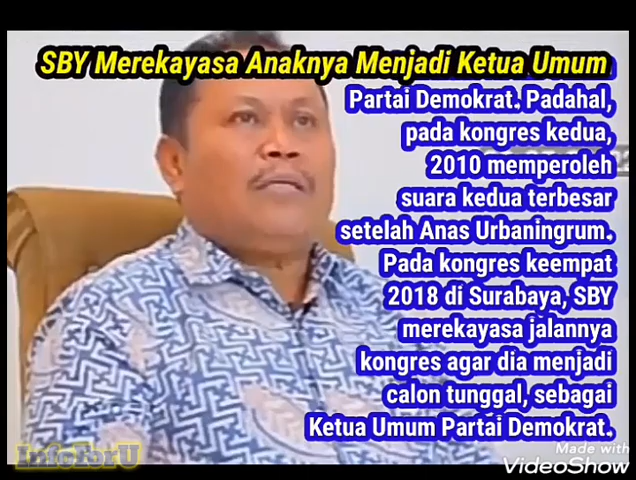 SBY Merekayasa Anaknya Menjadi Ketua Umum
Partai Demokrat. Padahal,
pada kongres kedua,
2010 memperoleh
suara kedua terbesar
setelah Anas Urbaningrum.
Pada kongres keempat
2018 di Surabaya, SBY
merekayasa jalannya
kongres agar dia menjadi
calon tunggal, sebagai
Ketua Umum Partai Demokrat.
InfoForU
Made with
VideoShow